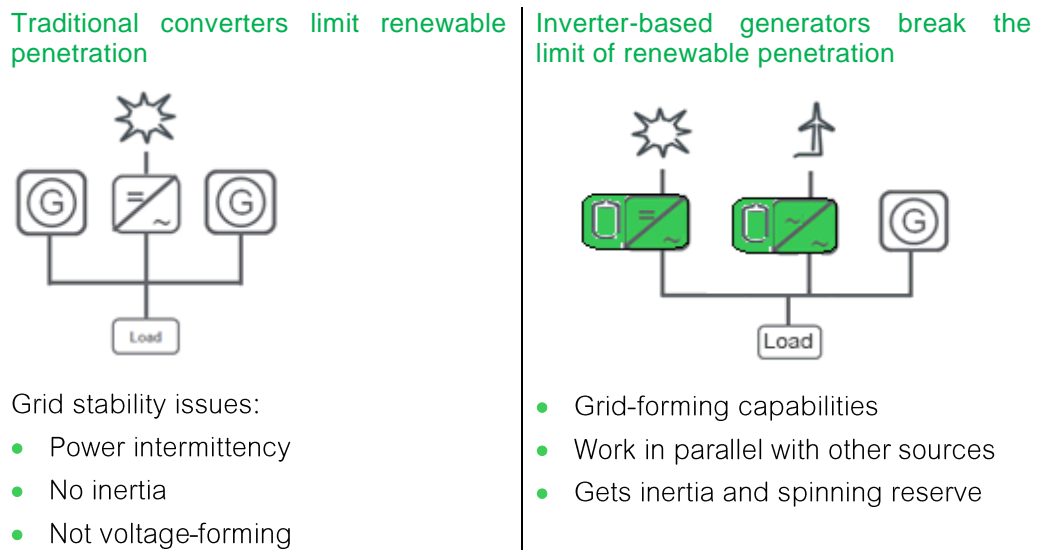 Traditional converters limit renewable
penetration
G
=
~
G
Load
Grid stability issues:
• Power intermittency
• No inertia
• Not voltage-forming
Inverter-based generators break the
limit of renewable penetration
=
~
~
~
G
Load
• Grid-forming capabilities
• Work in parallel with other sources
• Gets inertia and spinning reserve